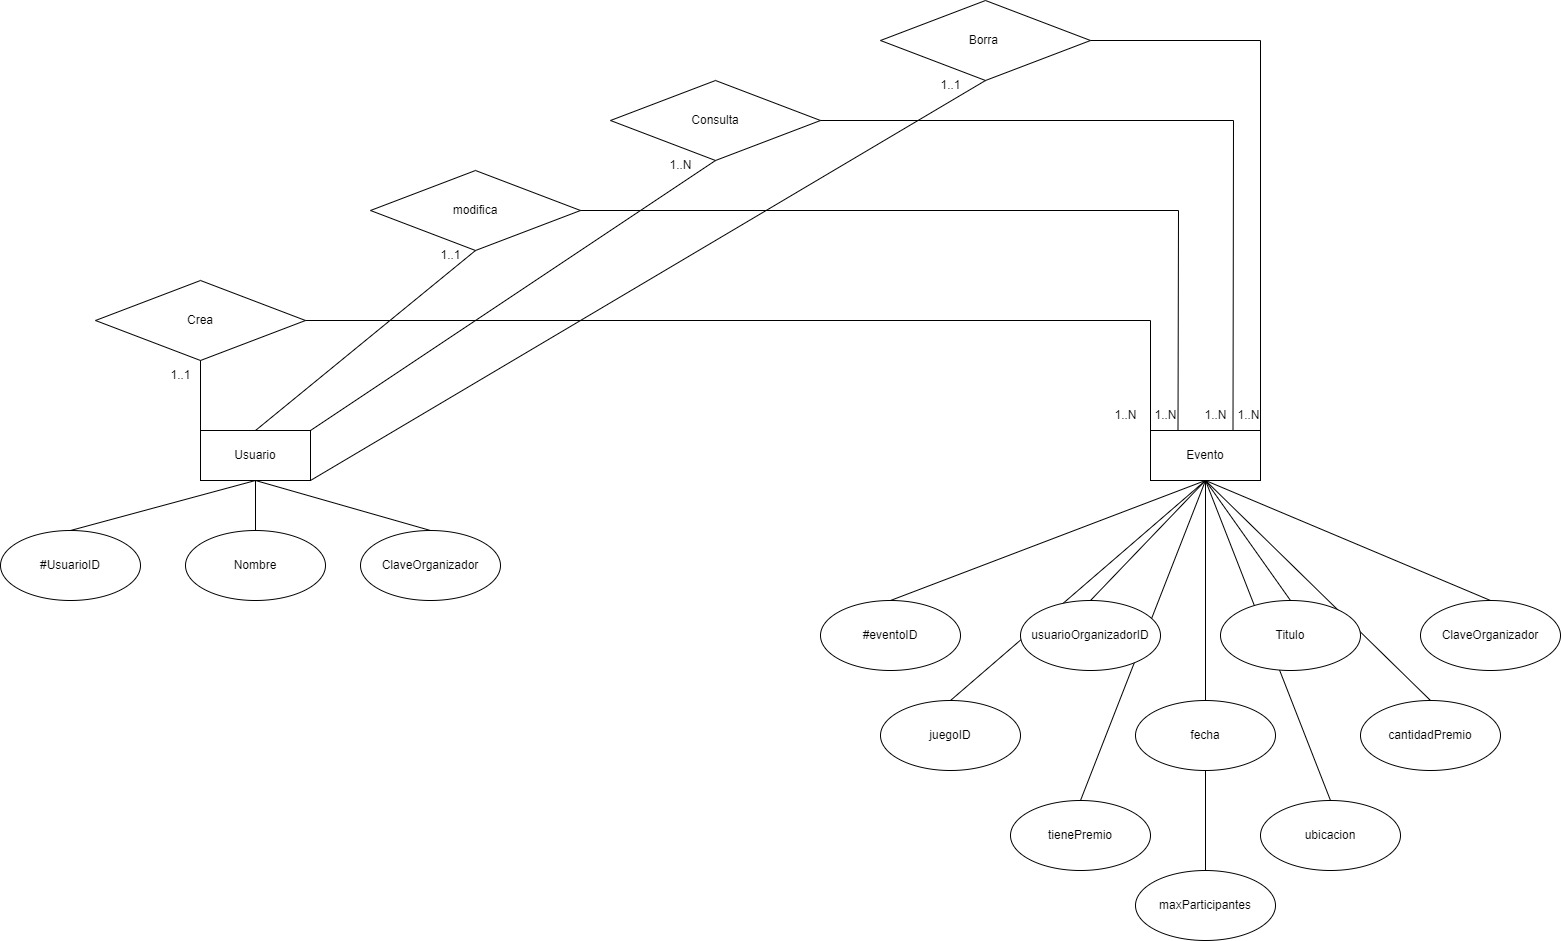 Borra
1..1
Consulta
1..N
modifica
1..1
Crea
1..1
1..N
1..N
1..N
1..N
Usuario
Evento
#UsuarioID
Nombre
ClaveOrganizador
#eventoID
usuarioOrganizadorID
Titulo
ClaveOrganizador
juegoID
fecha
cantidadPremio
tienePremio
ubicacion
maxParticipantes